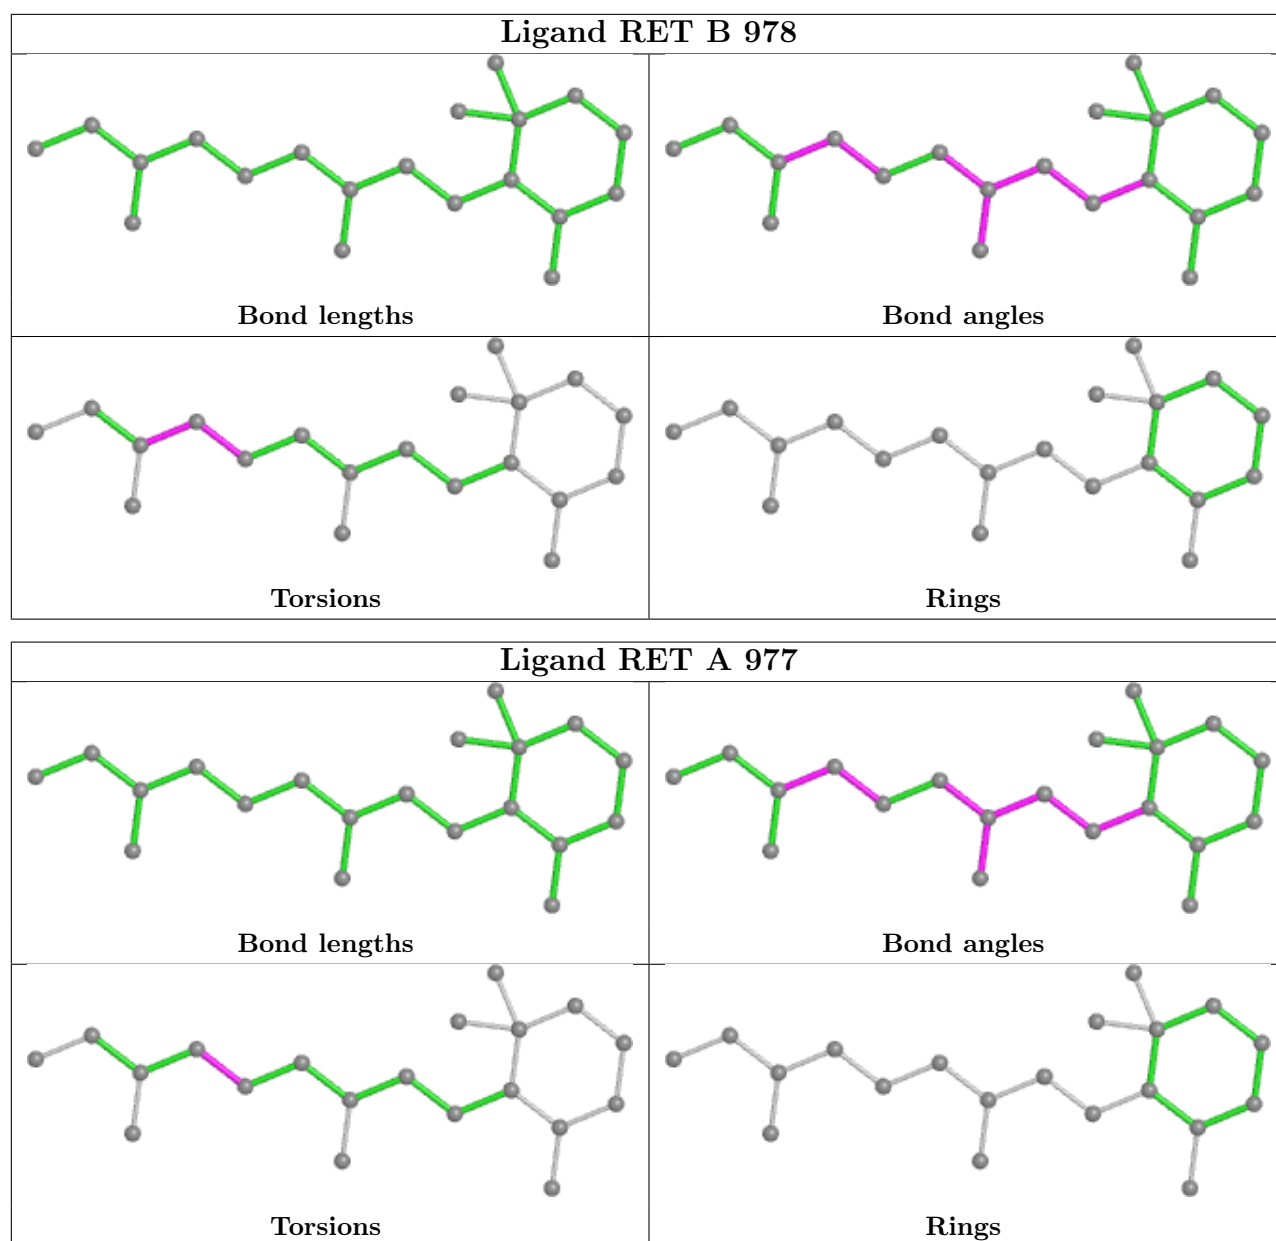 Ligand RET B 978
Bond lengths
Bond angles
Torsions
Rings
Ligand RET A 977
Bond lengths
Bond angles
Torsions
Rings